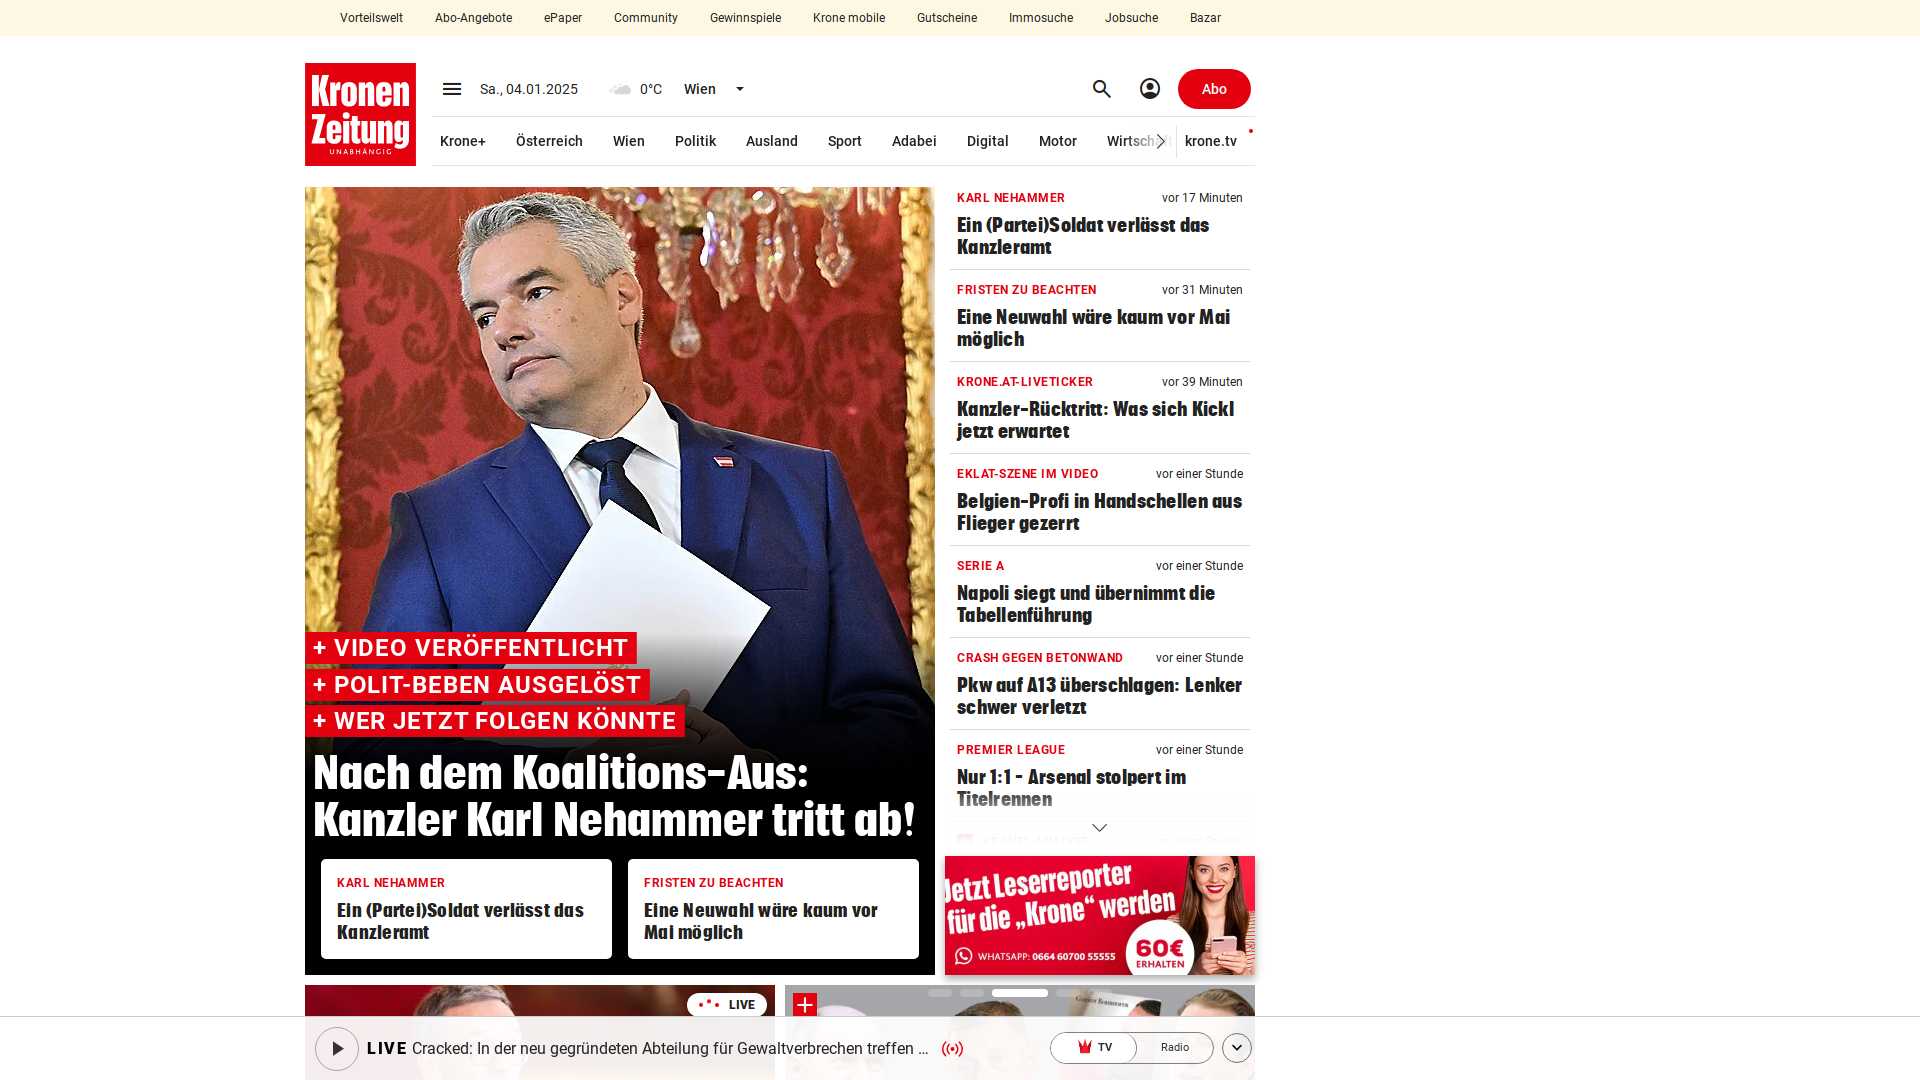 Vorteilswelt Abo-Angebote ePaper Community Gewinnspiele Krone mobile Gutscheine Immosuche Jobsuche Bazar
Kronen
Zeitung
UNABHÄNGIG
Sa., 04.01.2025 0°C Wien Abo
Krone+ Österreich Wien Politik Ausland Sport Adabei Digital Motor Wirtschaft krone.tv
+ VIDEO VERÖFFENTLICHT
+ POLIT-BEBEN AUSGELÖST
+ WER JETZT FOLGEN KÖNNTE
Nach dem Koalitions-Aus:
Kanzler Karl Nehammer tritt ab!
KARL NEHAMMER
Ein (Partei)Soldat verlässt das
Kanzleramt
FRISTEN ZU BEACHTEN
Eine Neuwahl wäre kaum vor
Mai möglich
KARL NEHAMMER vor 17 Minuten
Ein (Partei)Soldat verlässt das
Kanzleramt
FRISTEN ZU BEACHTEN vor 31 Minuten
Eine Neuwahl wäre kaum vor Mai
möglich
KRONE.AT-LIVETICKER vor 39 Minuten
Kanzler-Rücktritt: Was sich Kickl
jetzt erwartet
EKLAT-SZENE IM VIDEO vor einer Stunde
Belgien-Profi in Handschellen aus
Flieger gezerrt
SERIE A vor einer Stunde
Napoli siegt und übernimmt die
Tabellenführung
CRASH GEGEN BETONWAND vor einer Stunde
Pkw auf A13 überschlagen: Lenker
schwer verletzt
PREMIER LEAGUE vor einer Stunde
Nur 1:1 - Arsenal stolpert im
Titelrennen
Jetzt Leserreporter
für die „Krone“ werden
WHATSAPP: 0664 60700 55555
60€
ERHALTEN
LIVE
LIVE Cracked: In der neu gegründeten Abteilung für Gewaltverbrechen treffen ...
TV Radio